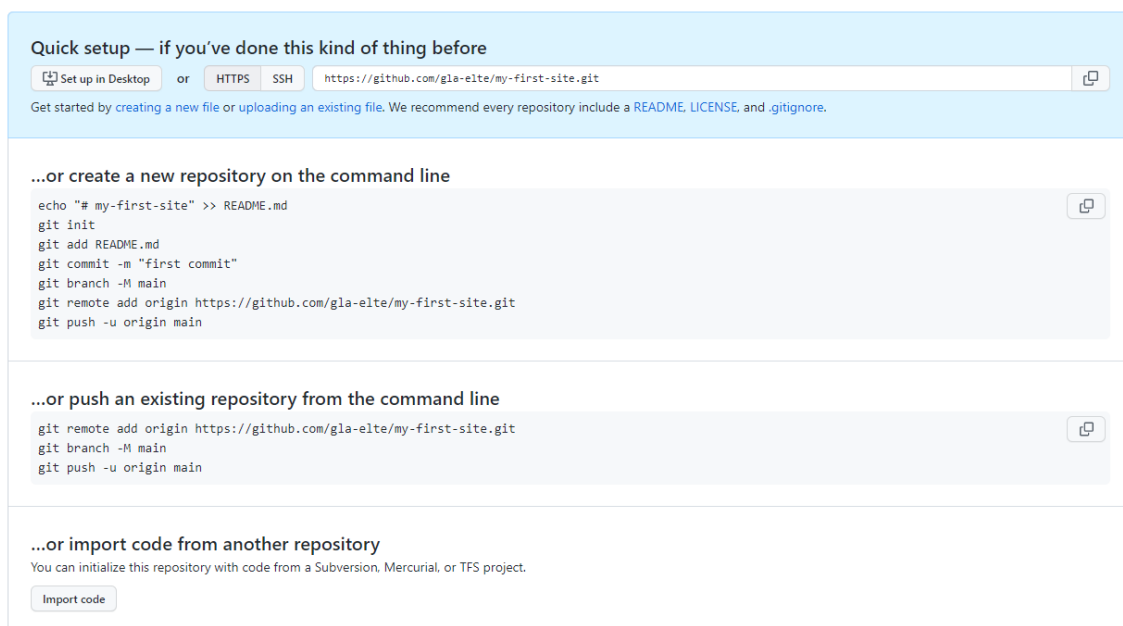 Quick setup — if you’ve done this kind of thing before
Set up in Desktop or HTTPS SSH https://github.com/gla-elte/my-first-site.git
Get started by creating a new file or uploading an existing file. We recommend every repository include a README, LICENSE, and .gitignore.
…or create a new repository on the command line
echo "# my-first-site" >> README.md
git init
git add README.md
git commit -m "first commit"
git branch -M main
git remote add origin https://github.com/gla-elte/my-first-site.git
git push -u origin main
…or push an existing repository from the command line
git remote add origin https://github.com/gla-elte/my-first-site.git
git branch -M main
git push -u origin main
…or import code from another repository
You can initialize this repository with code from a Subversion, Mercurial, or TFS project.
Import code